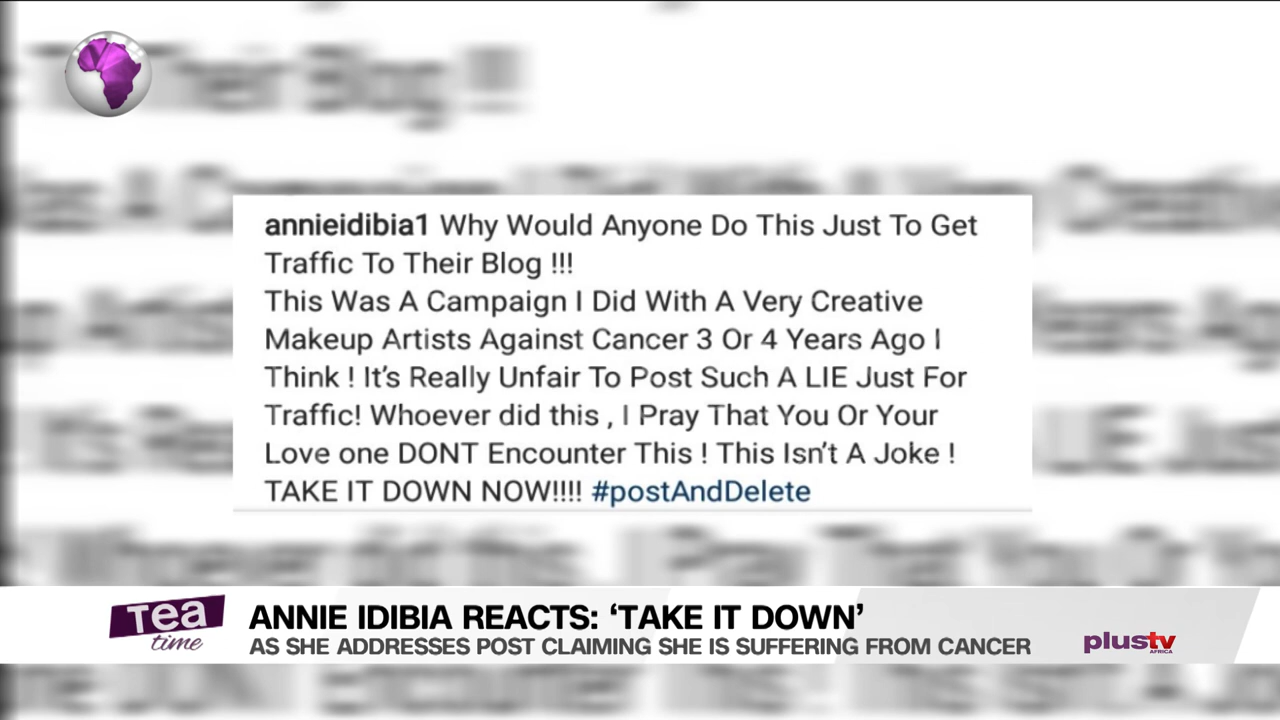 annieidibia1 Why Would Anyone Do This Just To Get
Traffic To Their Blog !!!
This Was A Campaign I Did With A Very Creative
Makeup Artists Against Cancer 3 Or 4 Years Ago I
Think ! It's Really Unfair To Post Such A LIE Just For
Traffic! Whoever did this , I Pray That You Or Your
Love one DONT Encounter This ! This Isn't A Joke !
TAKE IT DOWN NOW!!!! #postAndDelete
Tea
time
ANNIE IDIBIA REACTS: ‘TAKE IT DOWN’
AS SHE ADDRESSES POST CLAIMING SHE IS SUFFERING FROM CANCER
plustv
AFRICA